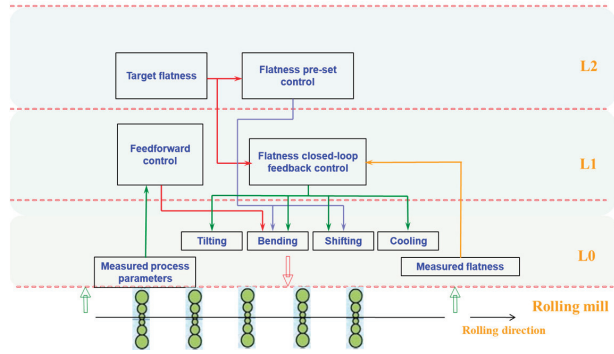 Target flatness
Flatness pre-set
control
L2
Feedforward
control
Flatness closed-loop
feedback control
L1
Tilting
Bending
Shifting
Cooling
L0
Measured process
parameters
Measured flatness
Rolling mill
Rolling direction